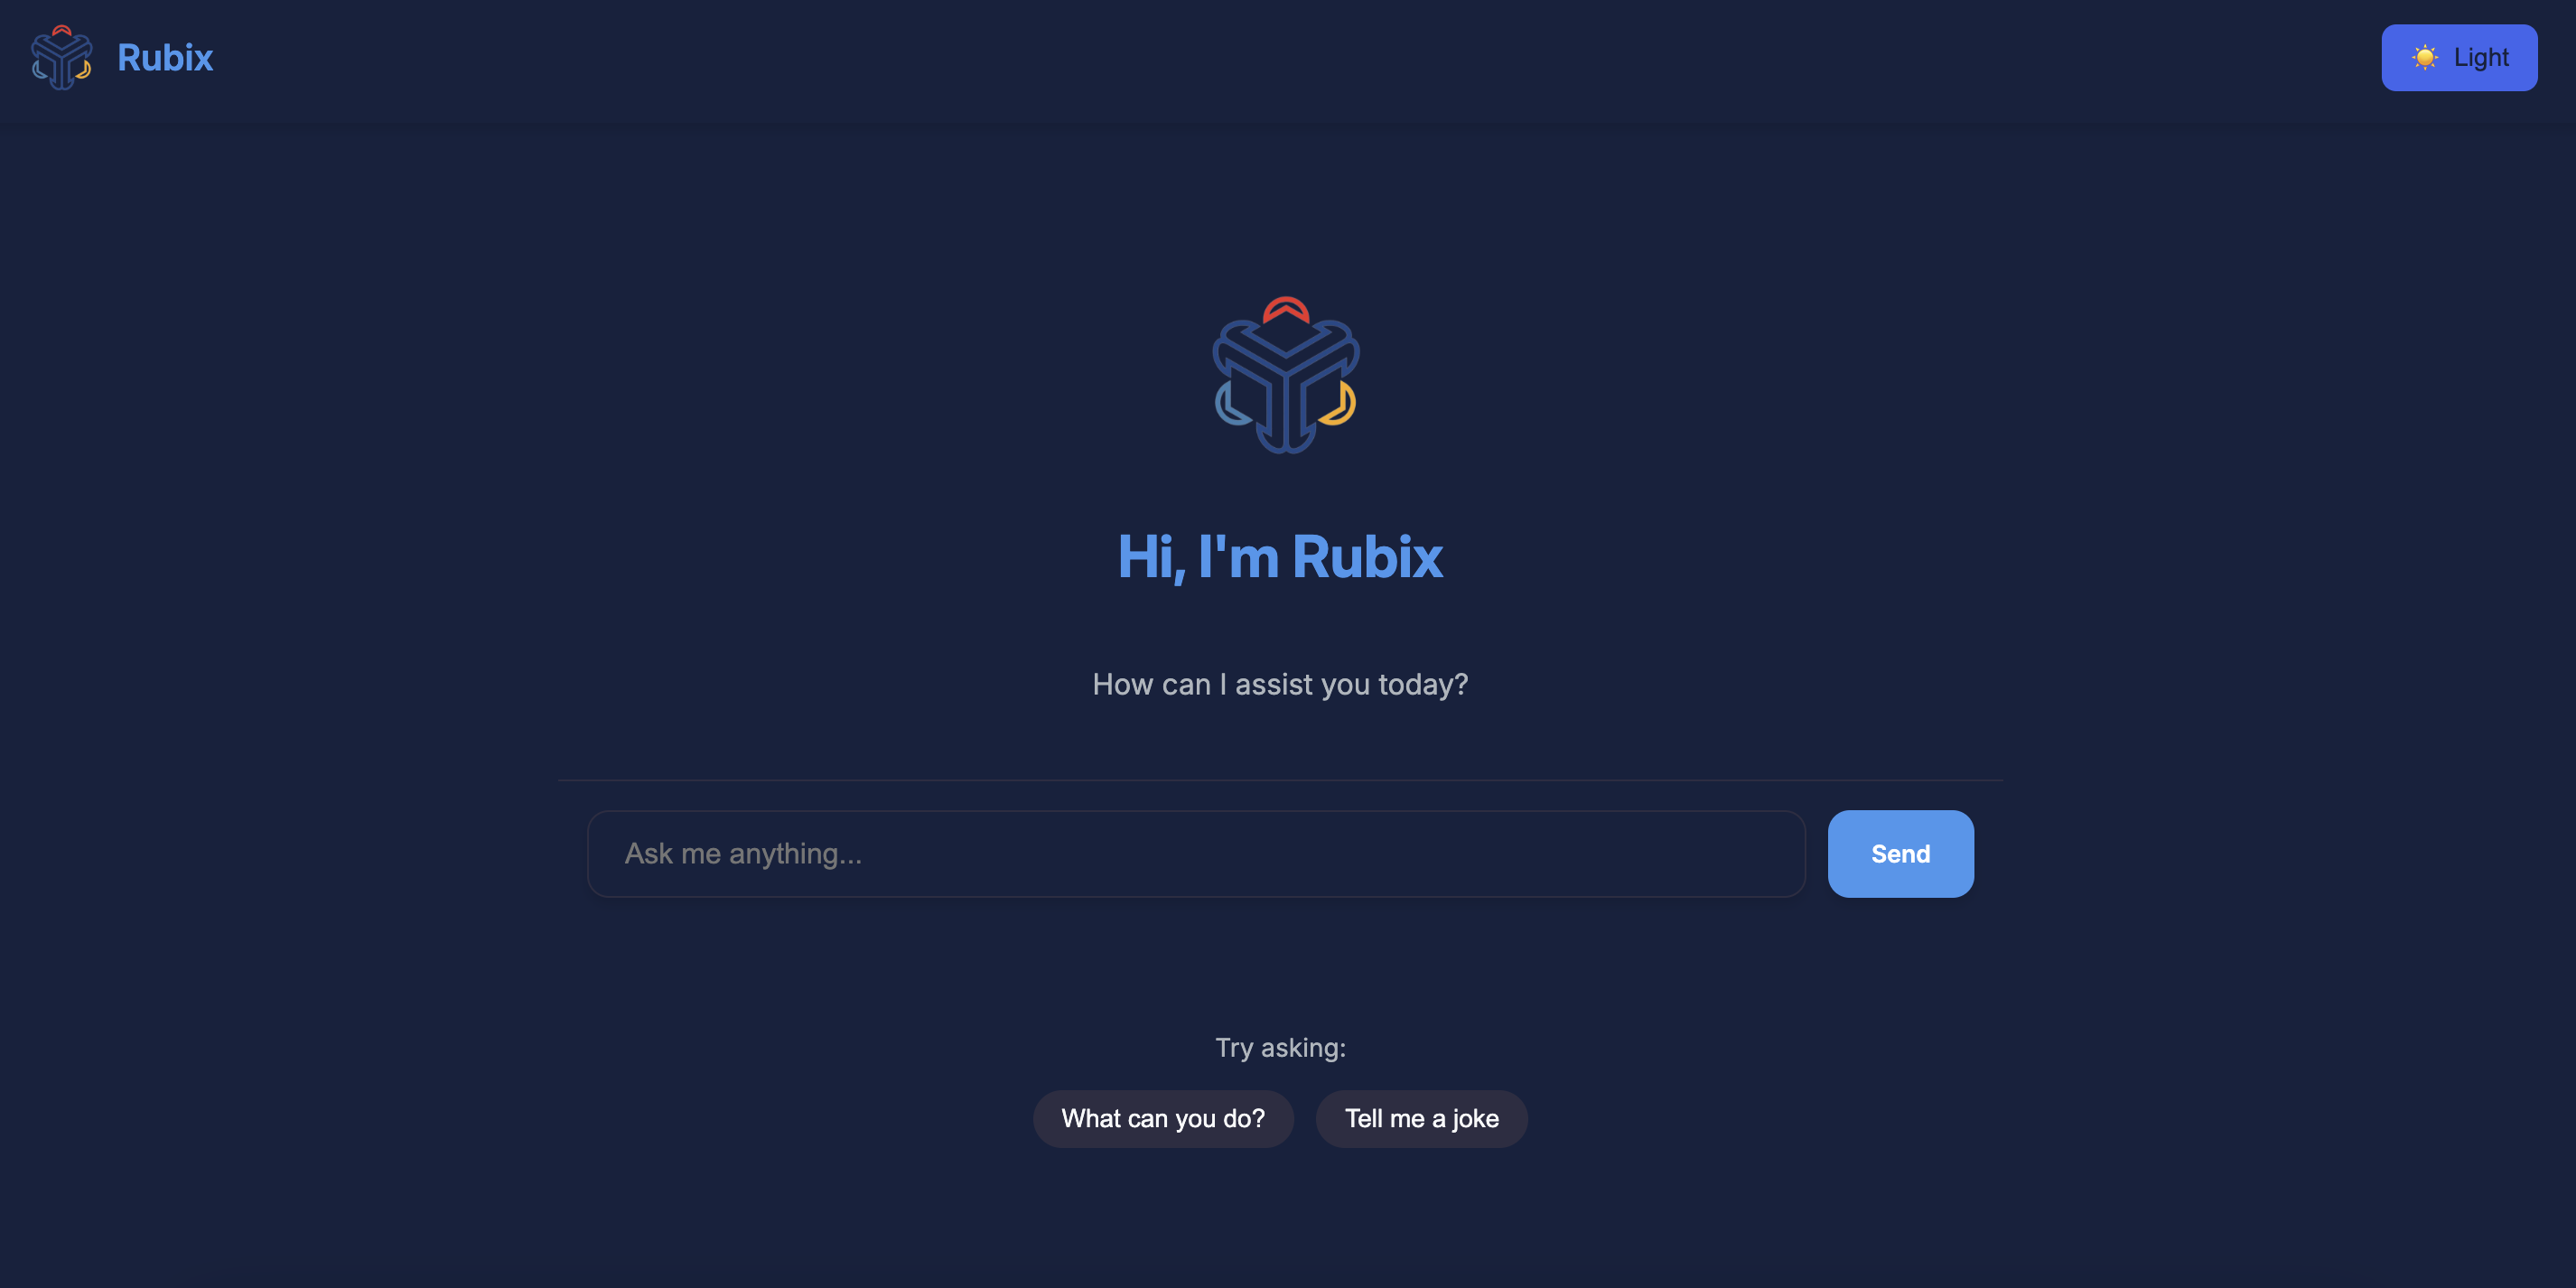 Rubix
Light
Hi, I'm Rubix
How can I assist you today?
Ask me anything...
Send
Try asking:
What can you do?
Tell me a joke